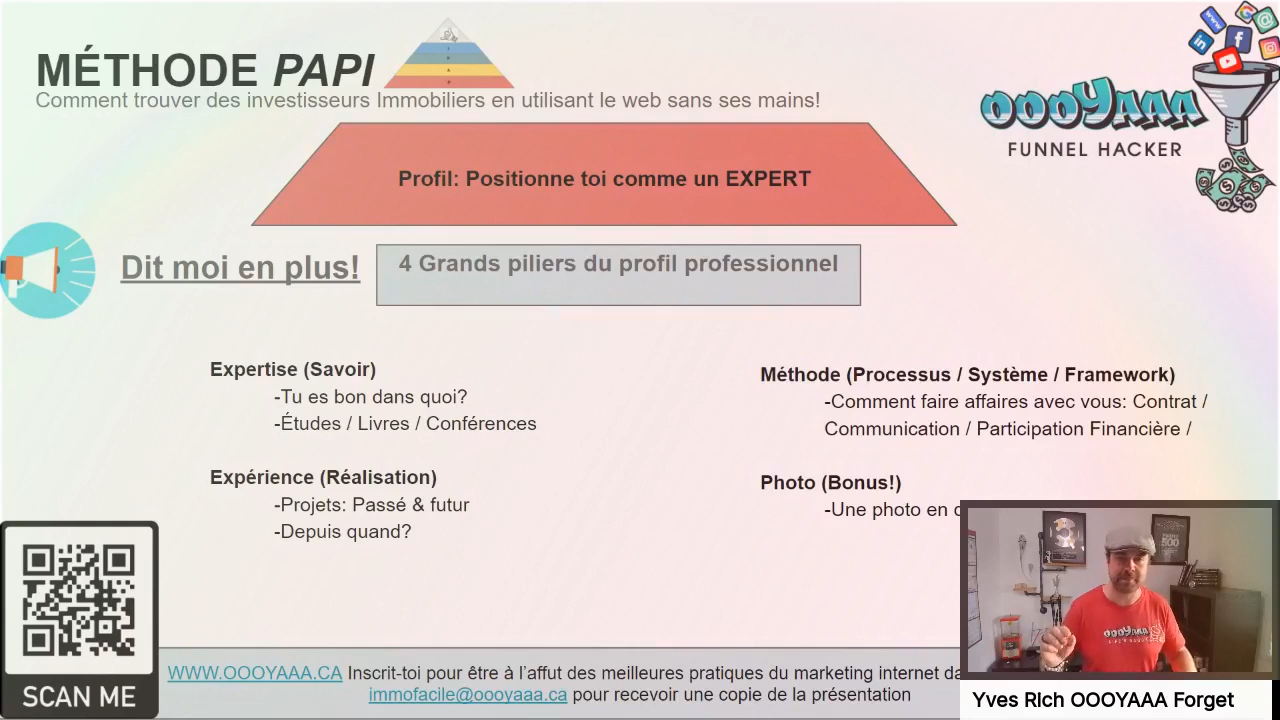 MÉTHODE PAPI
Comment trouver des investisseurs Immobiliers en utilisant le web sans ses mains!
www
OOOYAAA
FUNNEL HACKER
Profil: Positionne toi comme un EXPERT
Dit moi en plus!
4 Grands piliers du profil professionnel
Expertise (Savoir)
-Tu es bon dans quoi?
-Études / Livres / Conférences
Expérience (Réalisation)
-Projets: Passé & futur
-Depuis quand?
Méthode (Processus / Système / Framework)
-Comment faire affaires avec vous: Contrat /
Communication / Participation Financière /
Photo (Bonus!)
-Une photo en
SCAN ME
WWW.OOOYAAA.CA Inscrit-toi pour être à l’affut des meilleures pratiques du marketing internet
immofacile@oooyaaa.ca pour recevoir une copie de la présentation
500
OOOYAAA
Yves RIch OOOYAAA Forget